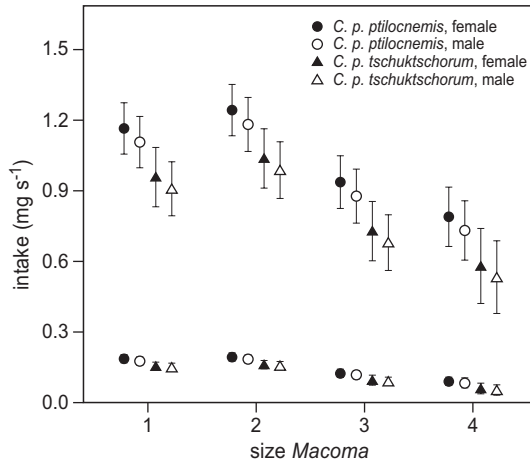 C. p. ptilocnemis, female
C. p. ptilocnemis, male
C. p. tschuktschorum, female
C. p. tschuktschorum, male
1.5
1.2
0.9
0.6
0.3
0.0
intake (mg s⁻¹)
1 2 3 4
size Macoma